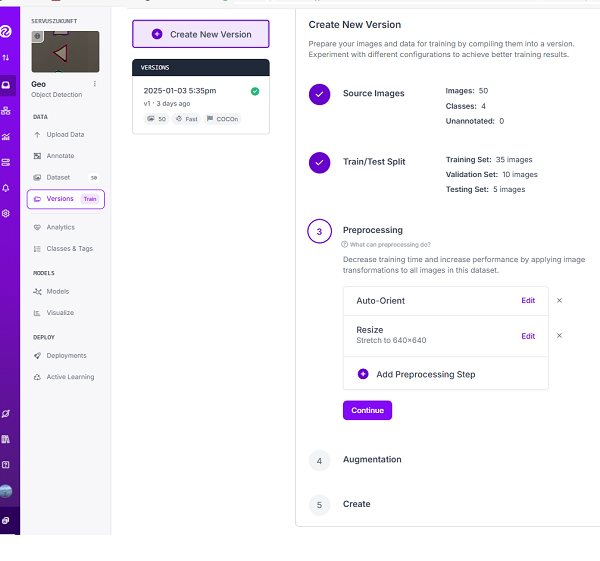 SERVUSZUKUNFT
Geo
Object Detection
DATA
Upload Data
Annotate
Dataset 50
Versions Train
Analytics
Classes & Tags
MODELS
Models
Visualize
DEPLOY
Deployments
Active Learning
Create New Version
VERSIONS
2025-01-03 5:35pm
v1 · 3 days ago
50 Fast COCOn
Create New Version
Prepare your images and data for training by compiling them into a version.
Experiment with different configurations to achieve better training results.
Source Images
Images: 50
Classes: 4
Unannotated: 0
Train/Test Split
Training Set: 35 images
Validation Set: 10 images
Testing Set: 5 images
3 Preprocessing
What can preprocessing do?
Decrease training time and increase performance by applying image
transformations to all images in this dataset.
Auto-Orient Edit
Resize Edit
Stretch to 640×640
Add Preprocessing Step
Continue
4 Augmentation
5 Create